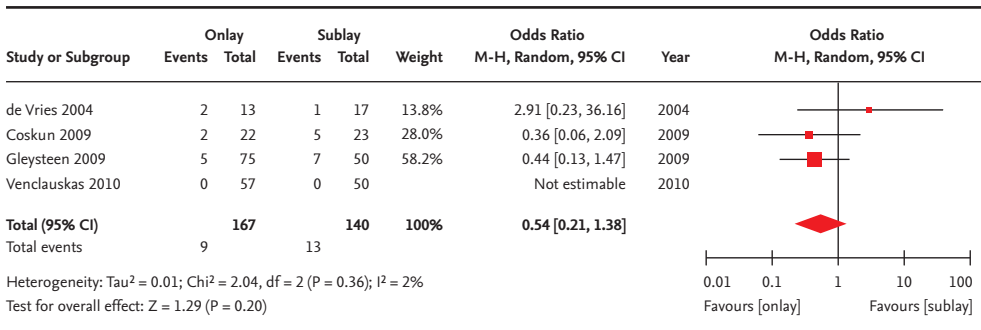 Onlay Sublay Odds Ratio Odds Ratio
Study or Subgroup Events Total Events Total Weight M-H, Random, 95% CI Year M-H, Random, 95% CI
de Vries 2004 2 13 1 17 13.8% 2.91 [0.23, 36.16] 2004
Coskun 2009 2 22 5 23 28.0% 0.36 [0.06, 2.09] 2009
Gleysteen 2009 5 75 7 50 58.2% 0.44 [0.13, 1.47] 2009
Venclauskas 2010 0 57 0 50 Not estimable 2010
Total (95% CI) 167 140 100% 0.54 [0.21, 1.38]
Total events 9 13
Heterogeneity: Tau² = 0.01; Chi² = 2.04, df = 2 (P = 0.36); I² = 2%
Test for overall effect: Z = 1.29 (P = 0.20)
0.01 0.1 1 10 100
Favours [onlay] Favours [sublay]